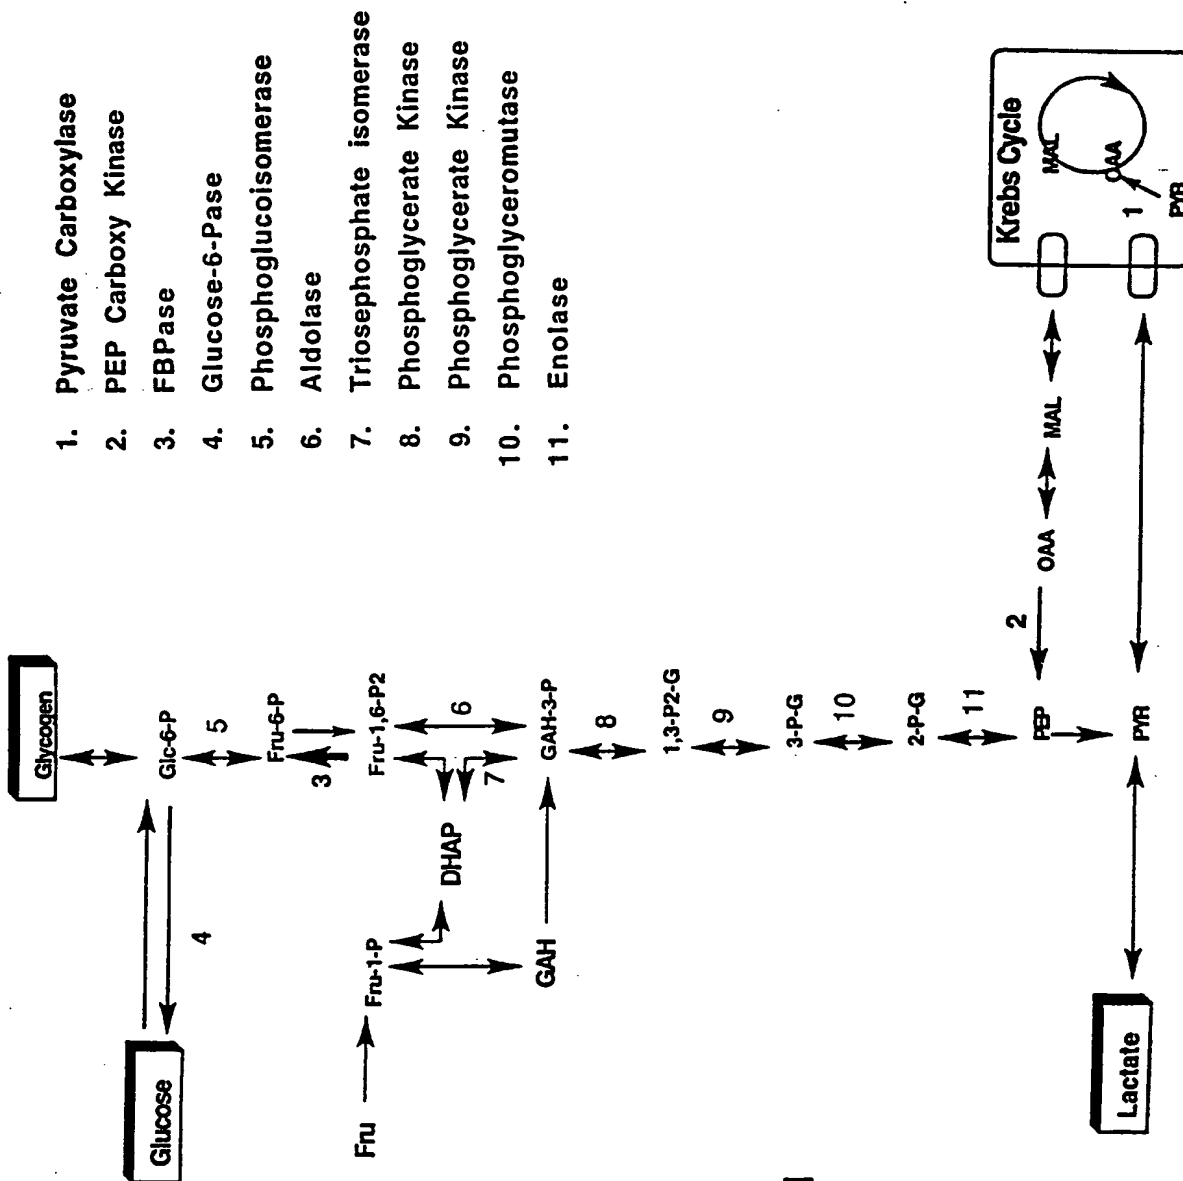 1. Pyruvate Carboxylase
2. PEP Carboxy Kinase
3. FBPase
4. Glucose-6-Pase
5. Phosphoglucoisomerase
6. Aldolase
7. Triosephosphate isomerase
8. Phosphoglycerate Kinase
9. Phosphoglycerate Kinase
10. Phosphoglyceromutase
11. Enolase
Glycogen
Glucose
Glc-6-P
4
5
Fru-6-P
3
Fru
Fru-1-P
Fru-1,6-P2
DHAP
6
7
GAH
GAH-3-P
8
1,3-P2-G
9
3-P-G
10
2-P-G
11
PEP
2
OAA
MAL
Krebs Cycle
MAL
OAA
1
PYR
Lactate
PYR